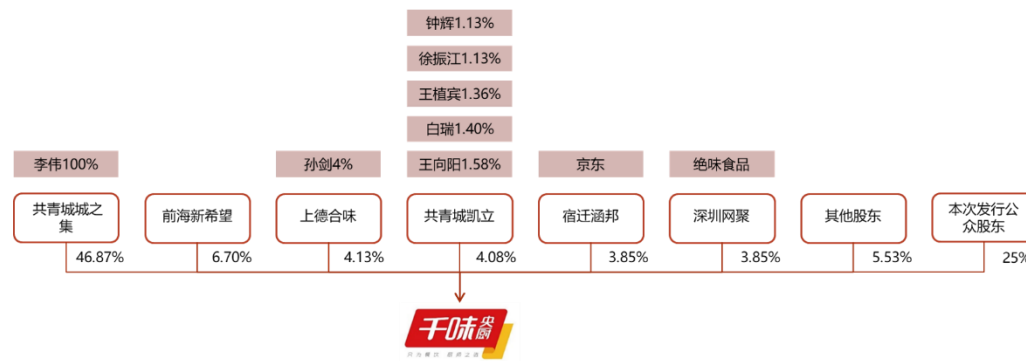 钟辉1.13%
徐振江1.13%
王植宾1.36%
白瑞1.40%
李伟100%
孙剑4%
王向阳1.58%
京东
绝味食品
共青城城之
集
前海新希望
上德合味
共青城凯立
宿迁涵邦
深圳网聚
其他股东
本次发行公
众股东
46.87%
6.70%
4.13%
4.08%
3.85%
3.85%
5.53%
25%
千味央厨